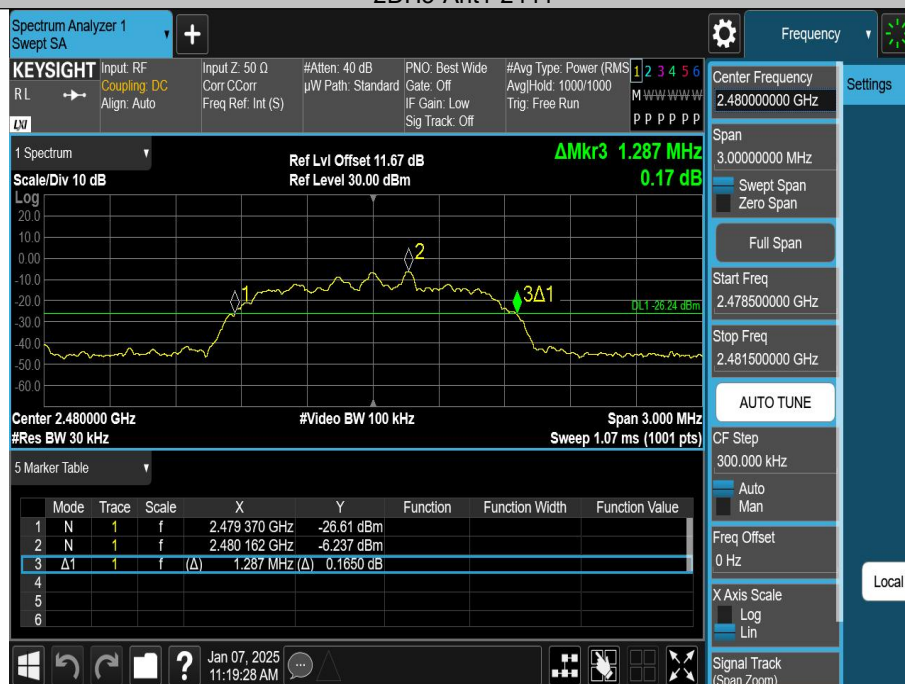 Spectrum Analyzer 1
Swept SA
Frequency
KEYSIGHT
RL
LXI
Input: RF
Coupling: DC
Align: Auto
Input Z: 50 Ω
Corr CCorr
Freq Ref: Int (S)
#Atten: 40 dB
µW Path: Standard
PNO: Best Wide
Gate: Off
IF Gain: Low
Sig Track: Off
#Avg Type: Power (RMS
Avg|Hold: 1000/1000
Trig: Free Run
1 2 3 4 5 6
M W W W W W
P P P P P P
1 Spectrum
Scale/Div 10 dB
Ref Lvl Offset 11.67 dB
Ref Level 30.00 dBm
ΔMkr3 1.287 MHz
0.17 dB
Log
20.0
10.0
0.00
-10.0
-20.0
-30.0
-40.0
-50.0
-60.0
1
2
3Δ1
DL1 -26.24 dBm
Center 2.480000 GHz
#Video BW 100 kHz
Span 3.000 MHz
#Res BW 30 kHz
Sweep 1.07 ms (1001 pts)
5 Marker Table
Mode Trace Scale X Y Function Function Width Function Value
1 N 1 f 2.479 370 GHz -26.61 dBm
2 N 1 f 2.480 162 GHz -6.237 dBm
3 Δ1 1 f (Δ) 1.287 MHz (Δ) 0.1650 dB
4
5
6
Jan 07, 2025
11:19:28 AM
Center Frequency
2.480000000 GHz
Settings
Span
3.00000000 MHz
Swept Span
Zero Span
Full Span
Start Freq
2.478500000 GHz
Stop Freq
2.481500000 GHz
AUTO TUNE
CF Step
300.000 kHz
Auto
Man
Freq Offset
0 Hz
Local
X Axis Scale
Log
Lin
Signal Track
(Span Zoom)